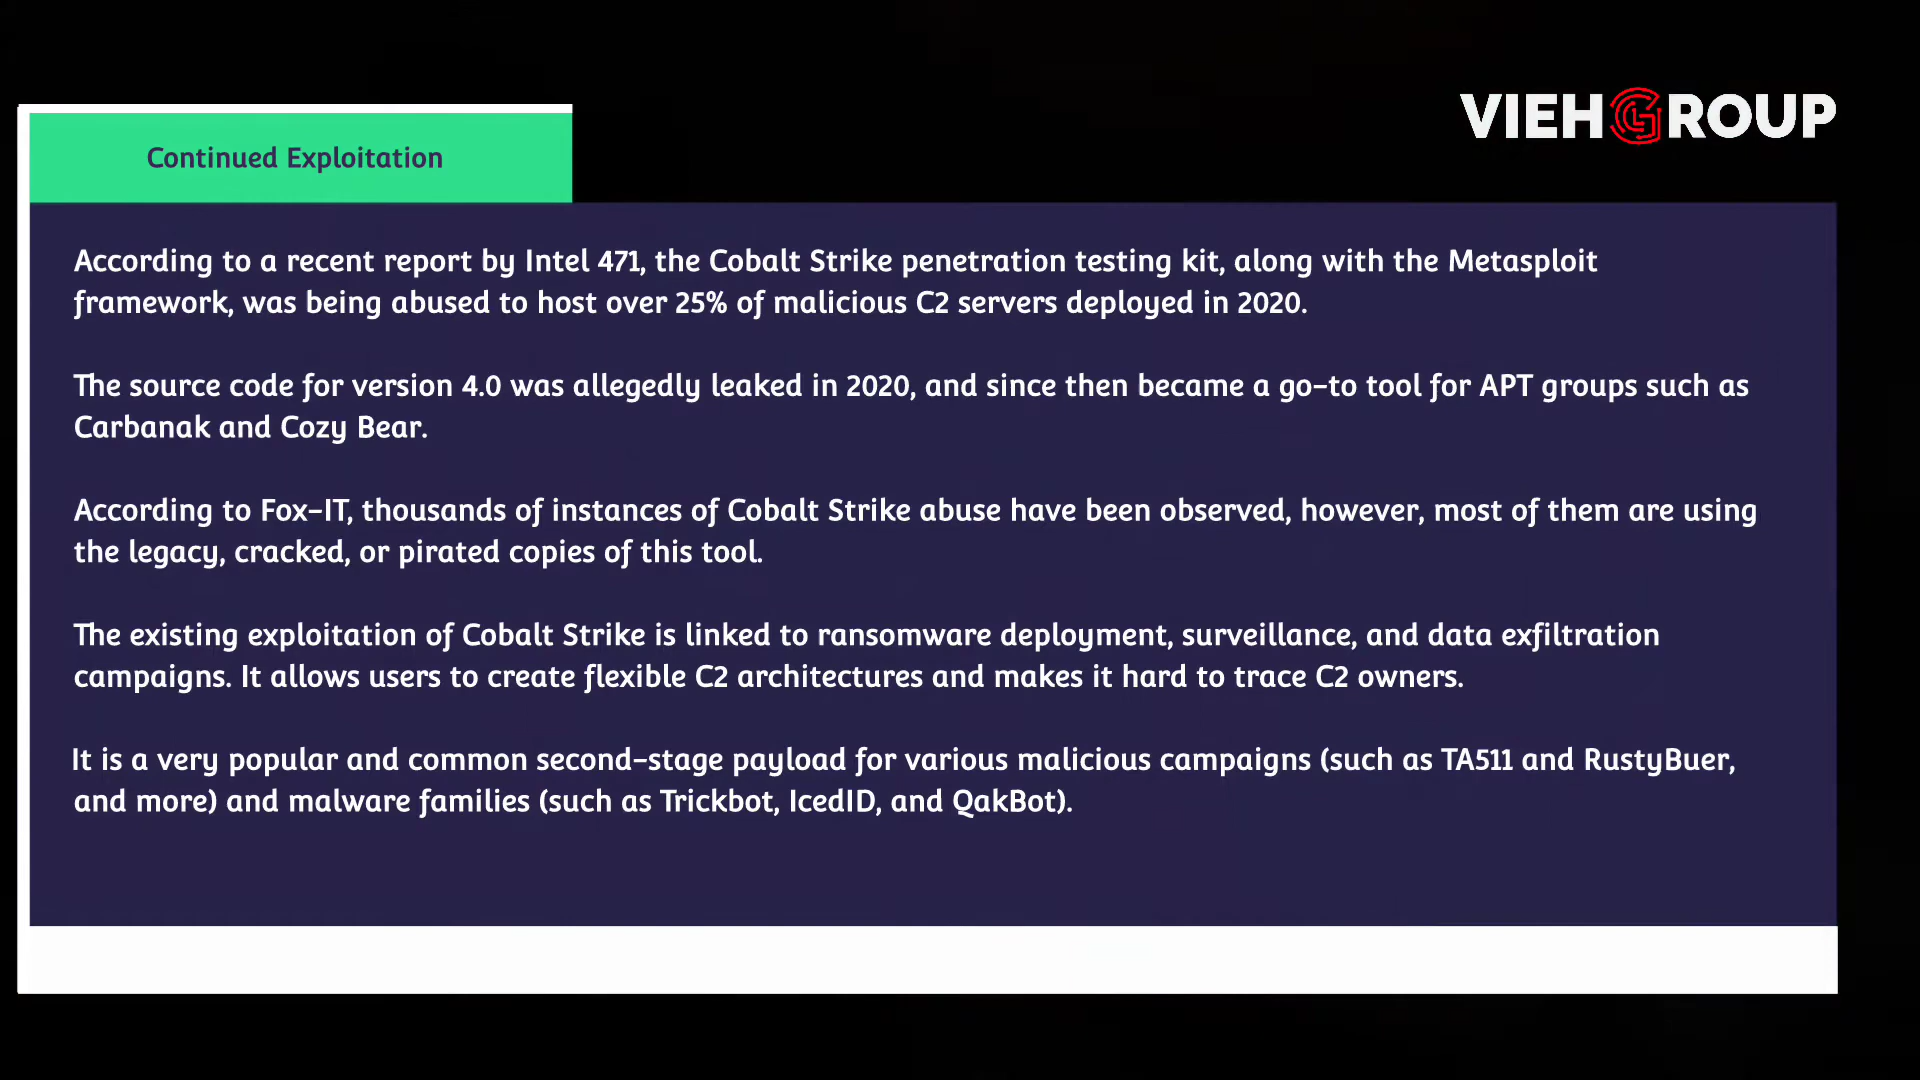 VIEHGROUP
Continued Exploitation
According to a recent report by Intel 471, the Cobalt Strike penetration testing kit, along with the Metasploit
framework, was being abused to host over 25% of malicious C2 servers deployed in 2020.
The source code for version 4.0 was allegedly leaked in 2020, and since then became a go-to tool for APT groups such as
Carbanak and Cozy Bear.
According to Fox-IT, thousands of instances of Cobalt Strike abuse have been observed, however, most of them are using
the legacy, cracked, or pirated copies of this tool.
The existing exploitation of Cobalt Strike is linked to ransomware deployment, surveillance, and data exfiltration
campaigns. It allows users to create flexible C2 architectures and makes it hard to trace C2 owners.
It is a very popular and common second-stage payload for various malicious campaigns (such as TA511 and RustyBuer,
and more) and malware families (such as Trickbot, IcedID, and QakBot).